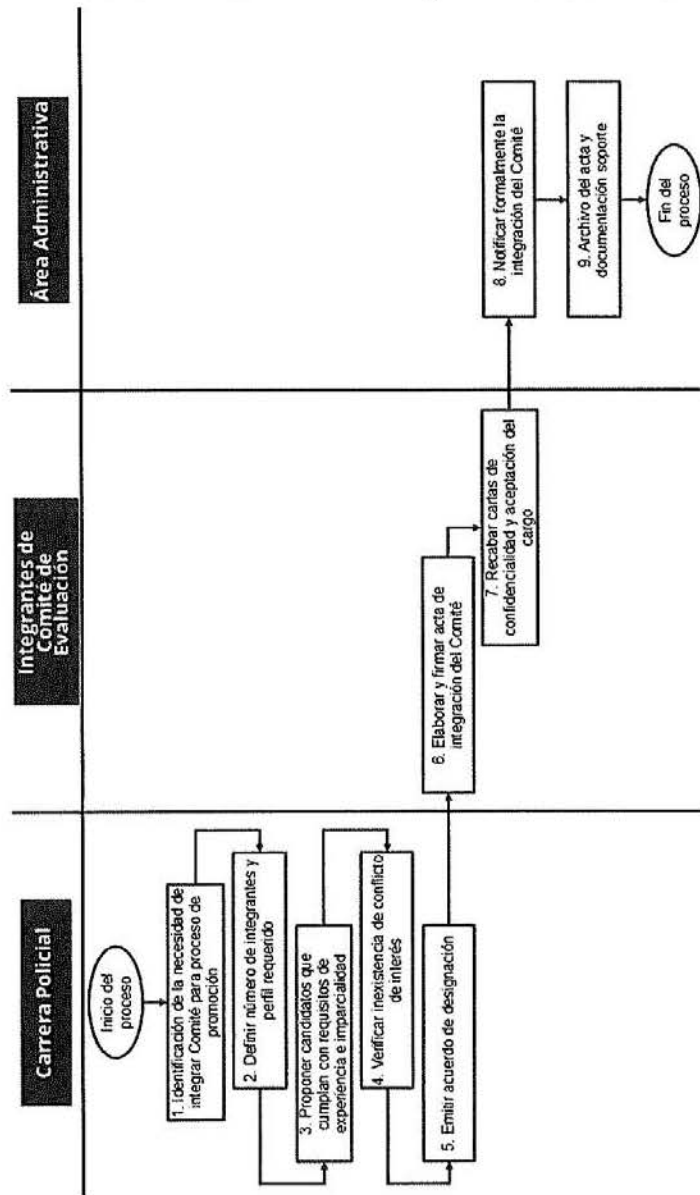 Carrera Policial
Integrantes de
Comité de
Evaluación
Área Administrativa
Inicio del
proceso
1. Identificación de la necesidad de
integrar Comité para proceso de
promoción
2. Definir número de integrantes y
perfil requerido
3. Proponer candidatos que
cumplan con requisitos de
experiencia e imparcialidad
4. Verificar inexistencia de conflicto
de interés
5. Emitir acuerdo de designación
6. Elaborar y firmar acta de
integración del Comité
7. Recabar cartas de
confidencialidad y aceptación del
cargo
8. Notificar formalmente la
integración del Comité
9. Archivo del acta y
documentación soporte
Fin del
proceso